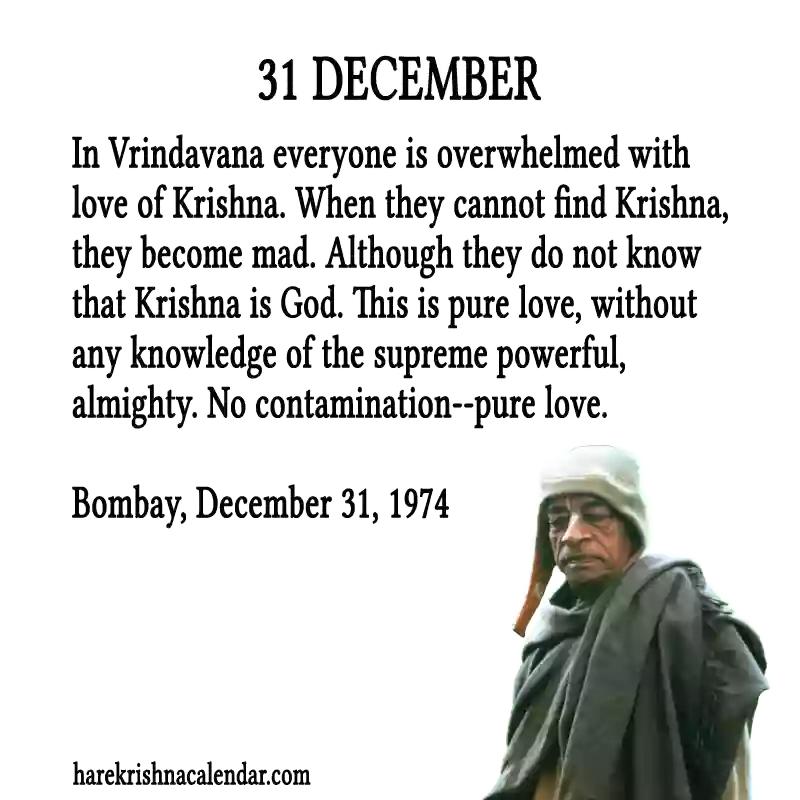 31 DECEMBER
In Vrindavana everyone is overwhelmed with
love of Krishna. When they cannot find Krishna,
they become mad. Although they do not know
that Krishna is God. This is pure love, without
any knowledge of the supreme powerful,
almighty. No contamination--pure love.
Bombay, December 31, 1974
harekrishnacalendar.com